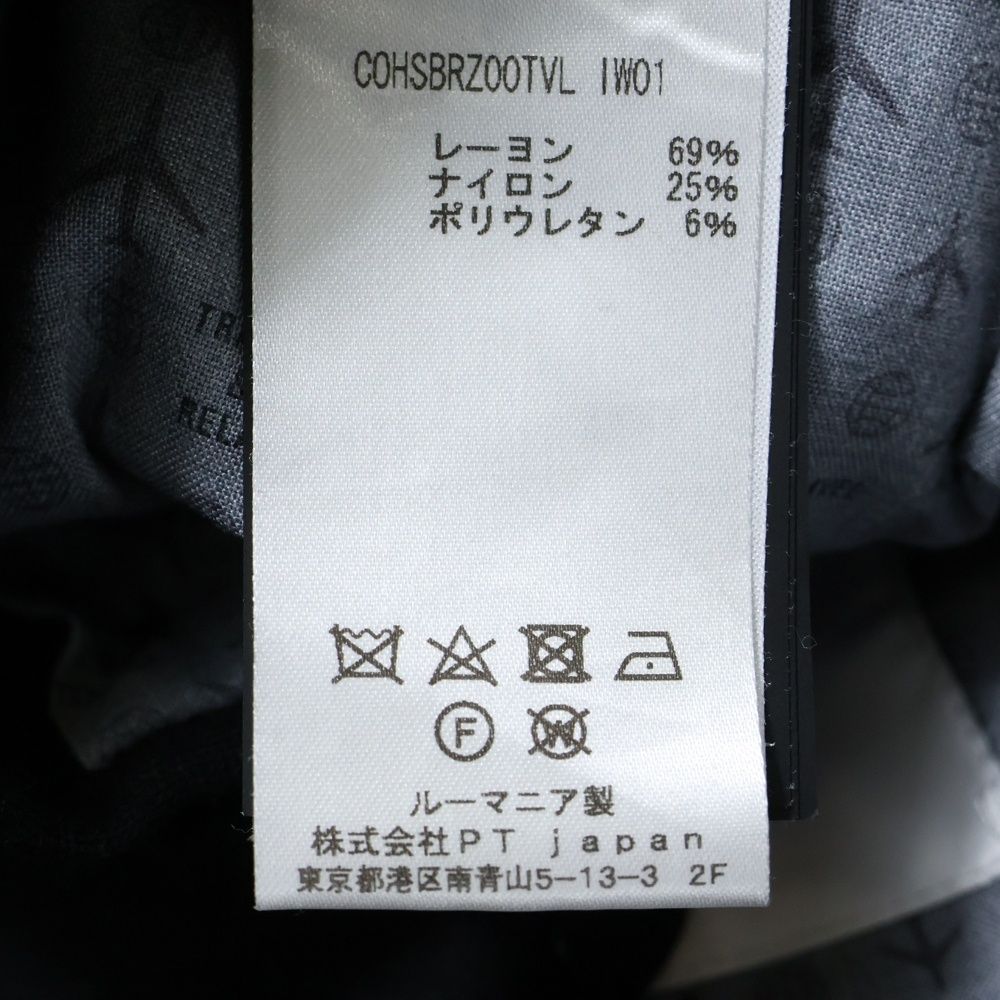 COHSBRZ00TVL IW01
レーヨン 69%
ナイロン 25%
ポリウレタン 6%
F
W
ルーマニア製
株式会社PT japan
東京都港区南青山5-13-3 2F